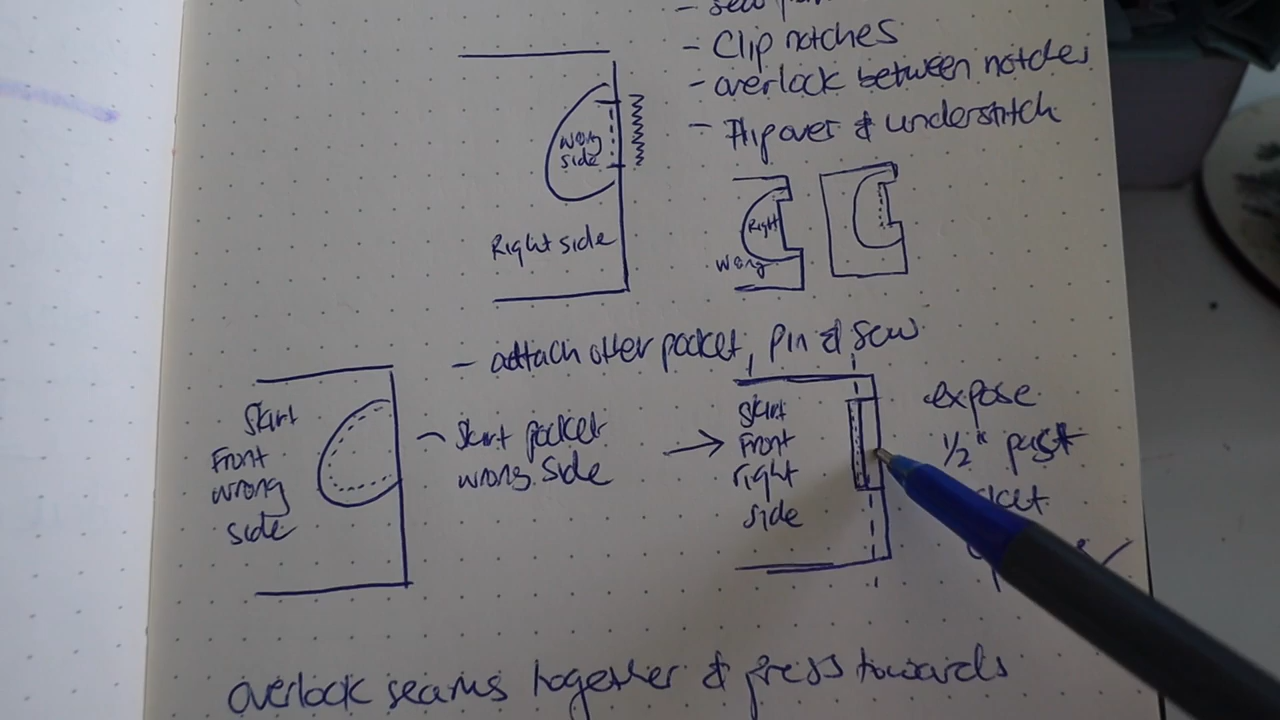 - Clip notches
- overlock between notches
- Flip over & understitch
wrong
side
Right side
Right
wrong
- attach other pocket, pin & sew
Skirt
Front
wrong
side
- Skirt pocket
wrong side
Skirt
Front
right
side
expose
1/2" past
overlock seams together & press towards